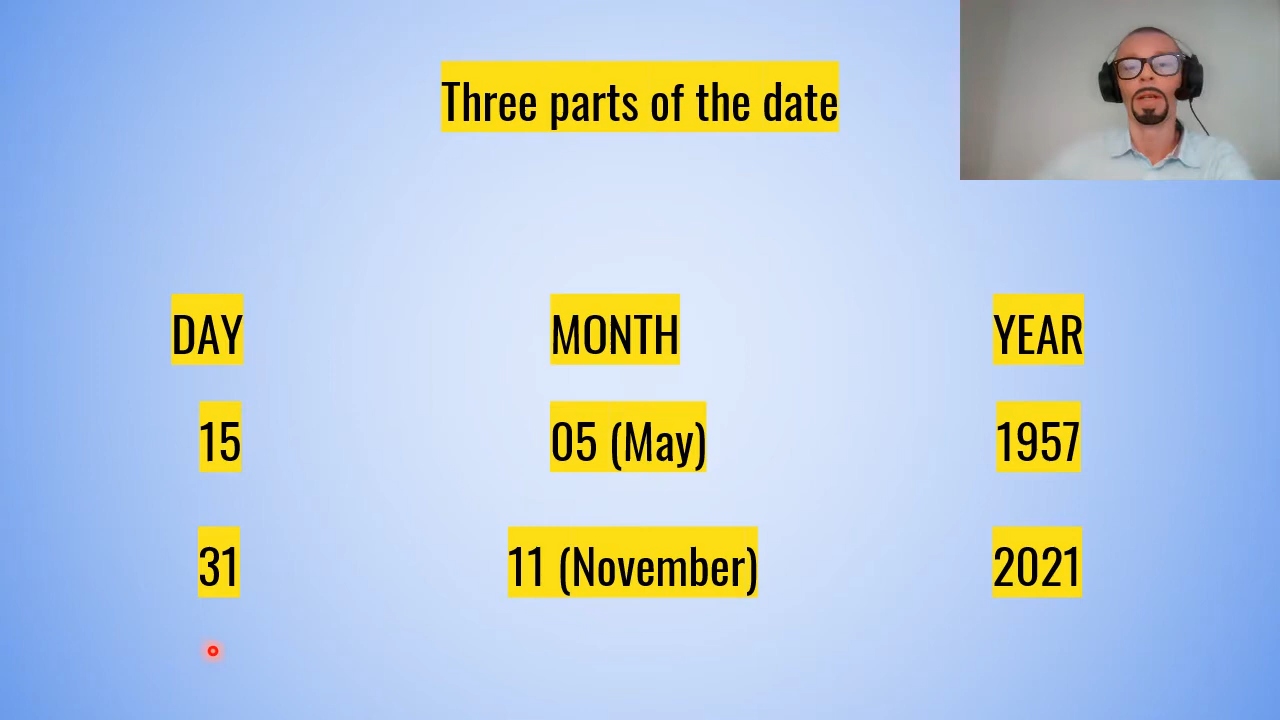 Three parts of the date
DAY MONTH YEAR
15 05 (May) 1957
31 11 (November) 2021